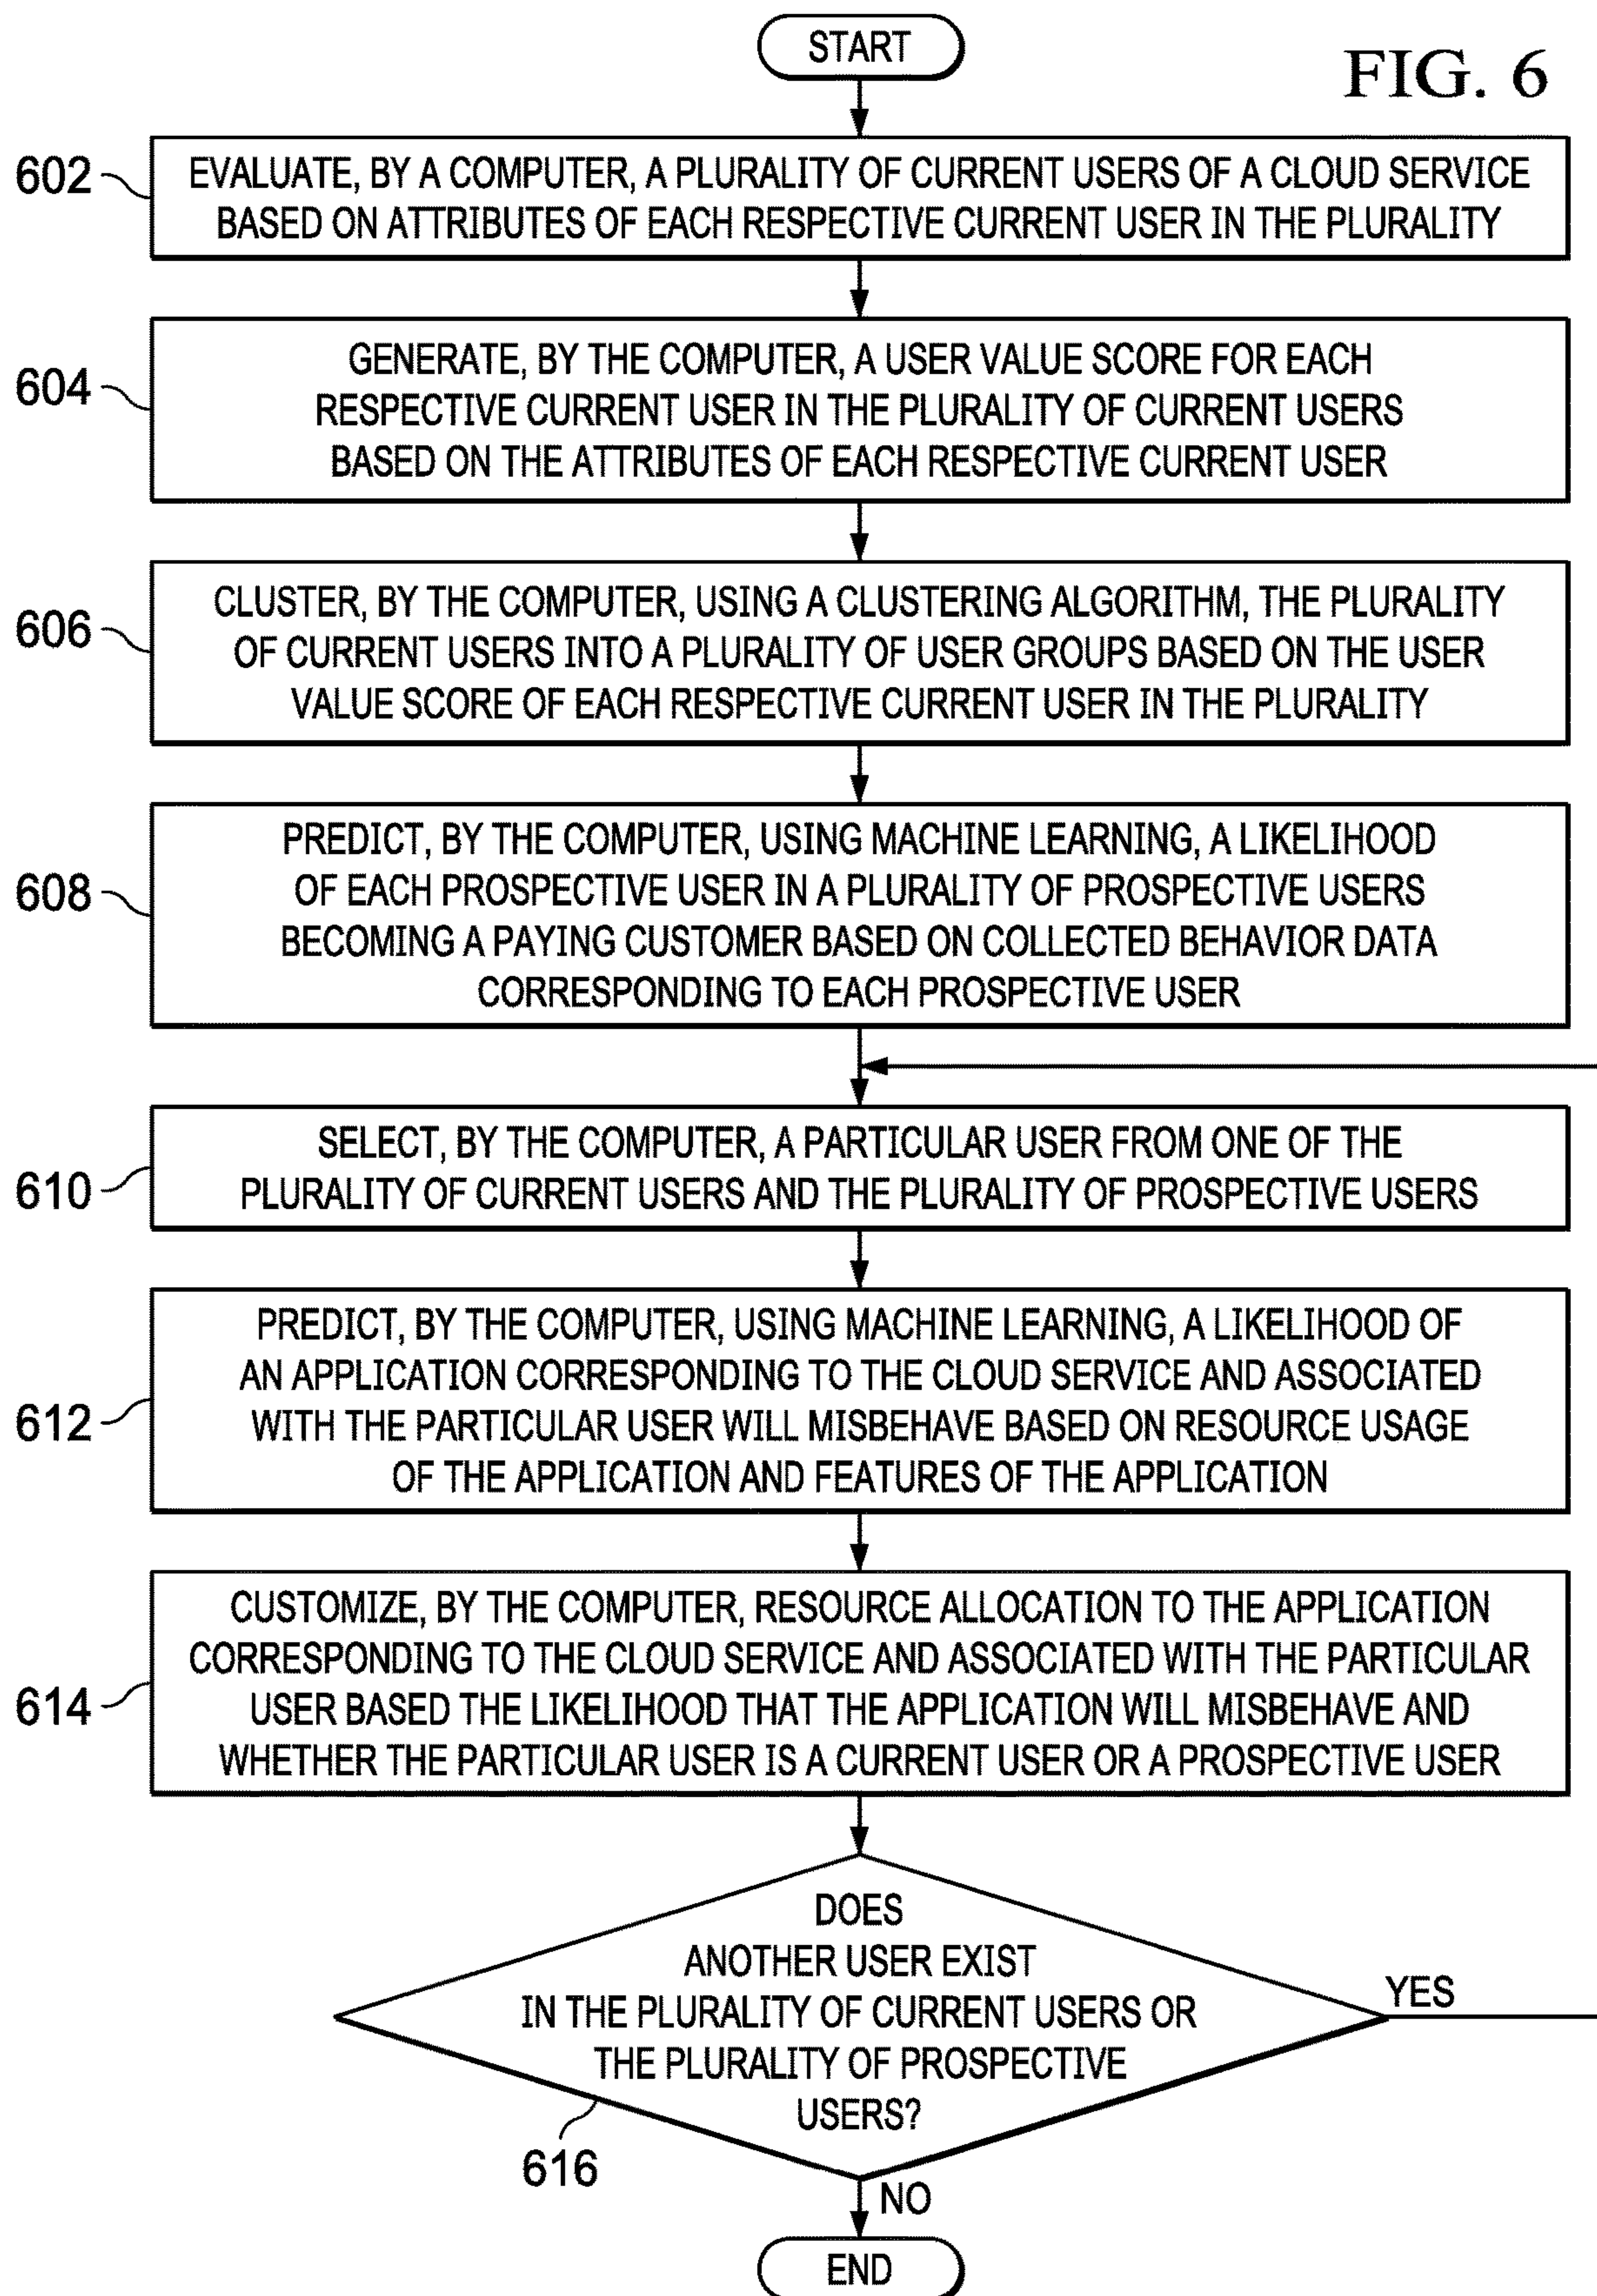 START
FIG. 6
602
EVALUATE, BY A COMPUTER, A PLURALITY OF CURRENT USERS OF A CLOUD SERVICE
BASED ON ATTRIBUTES OF EACH RESPECTIVE CURRENT USER IN THE PLURALITY
604
GENERATE, BY THE COMPUTER, A USER VALUE SCORE FOR EACH
RESPECTIVE CURRENT USER IN THE PLURALITY OF CURRENT USERS
BASED ON THE ATTRIBUTES OF EACH RESPECTIVE CURRENT USER
606
CLUSTER, BY THE COMPUTER, USING A CLUSTERING ALGORITHM, THE PLURALITY
OF CURRENT USERS INTO A PLURALITY OF USER GROUPS BASED ON THE USER
VALUE SCORE OF EACH RESPECTIVE CURRENT USER IN THE PLURALITY
608
PREDICT, BY THE COMPUTER, USING MACHINE LEARNING, A LIKELIHOOD
OF EACH PROSPECTIVE USER IN A PLURALITY OF PROSPECTIVE USERS
BECOMING A PAYING CUSTOMER BASED ON COLLECTED BEHAVIOR DATA
CORRESPONDING TO EACH PROSPECTIVE USER
610
SELECT, BY THE COMPUTER, A PARTICULAR USER FROM ONE OF THE
PLURALITY OF CURRENT USERS AND THE PLURALITY OF PROSPECTIVE USERS
612
PREDICT, BY THE COMPUTER, USING MACHINE LEARNING, A LIKELIHOOD OF
AN APPLICATION CORRESPONDING TO THE CLOUD SERVICE AND ASSOCIATED
WITH THE PARTICULAR USER WILL MISBEHAVE BASED ON RESOURCE USAGE
OF THE APPLICATION AND FEATURES OF THE APPLICATION
614
CUSTOMIZE, BY THE COMPUTER, RESOURCE ALLOCATION TO THE APPLICATION
CORRESPONDING TO THE CLOUD SERVICE AND ASSOCIATED WITH THE PARTICULAR
USER BASED THE LIKELIHOOD THAT THE APPLICATION WILL MISBEHAVE AND
WHETHER THE PARTICULAR USER IS A CURRENT USER OR A PROSPECTIVE USER
DOES
ANOTHER USER EXIST
IN THE PLURALITY OF CURRENT USERS OR
THE PLURALITY OF PROSPECTIVE
USERS?
YES
616
NO
END